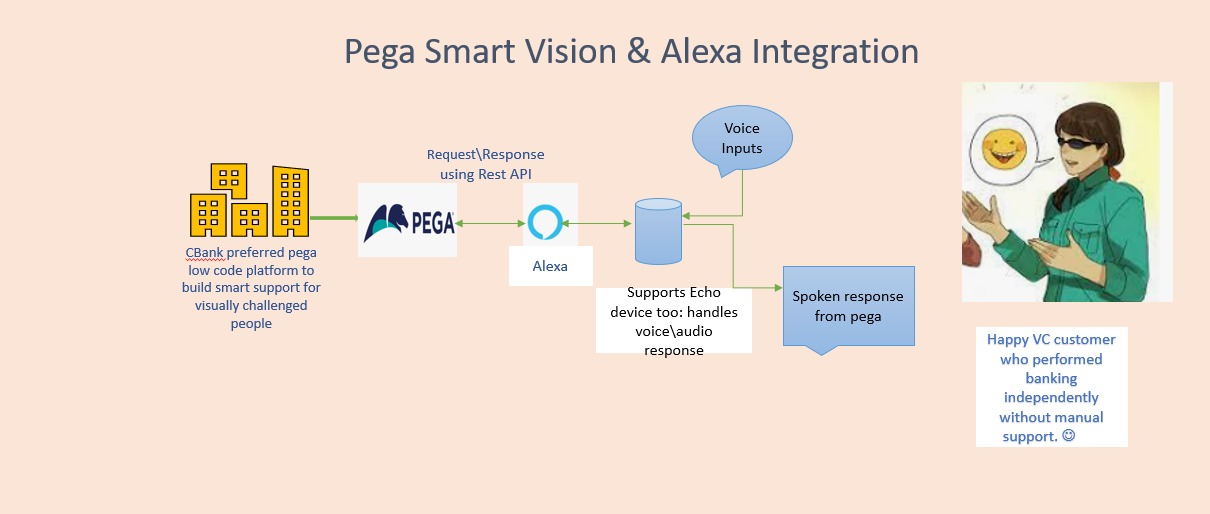 Pega Smart Vision & Alexa Integration
Voice
Inputs
Request\Response
using Rest API
PEGA
CBank preferred pega
low code platform to
build smart support for
visually challenged
people
Alexa
Supports Echo
device too: handles
voice\audio
response
Spoken response
from pega
Happy VC customer
who performed
banking
independently
without manual
support. ☺